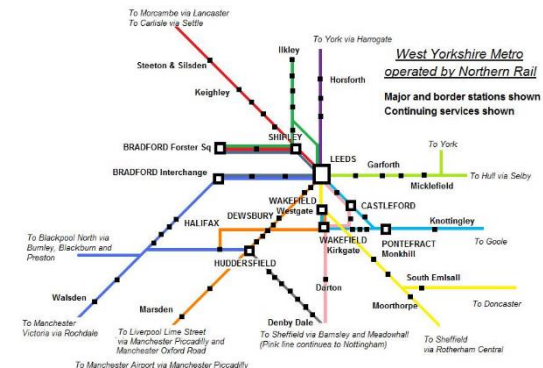 To Morcambe via Lancaster
To Carlisle via Settle
Ilkley
To York via Harrogate
West Yorkshire Metro
operated by Northern Rail
Steeton & Silsden
Horsforth
Major and border stations shown
Continuing services shown
Keighley
SHIPLEY
BRADFORD Forster Sq
LEEDS
To York
Garforth
BRADFORD Interchange
Micklefield
To Hull via Selby
WAKEFIELD
Westgate
CASTLEFORD
HALIFAX
DEWSBURY
Knottingley
To Blackpool North via
Burnley, Blackburn and
Preston
WAKEFIELD
Kirkgate
PONTEFRACT
Monkhill
To Goole
HUDDERSFIELD
South Emlsall
Darton
Walsden
Moorthorpe
Marsden
To Doncaster
Denby Dale
To Manchester
Victoria via Rochdale
To Liverpool Lime Street
via Manchester Piccadilly and
Manchester Oxford Road
To Sheffield via Barnsley and Meadowhall
(Pink line continues to Nottingham)
To Sheffield
via Rotherham Central
To Manchester Airport via Manchester Piccadilly